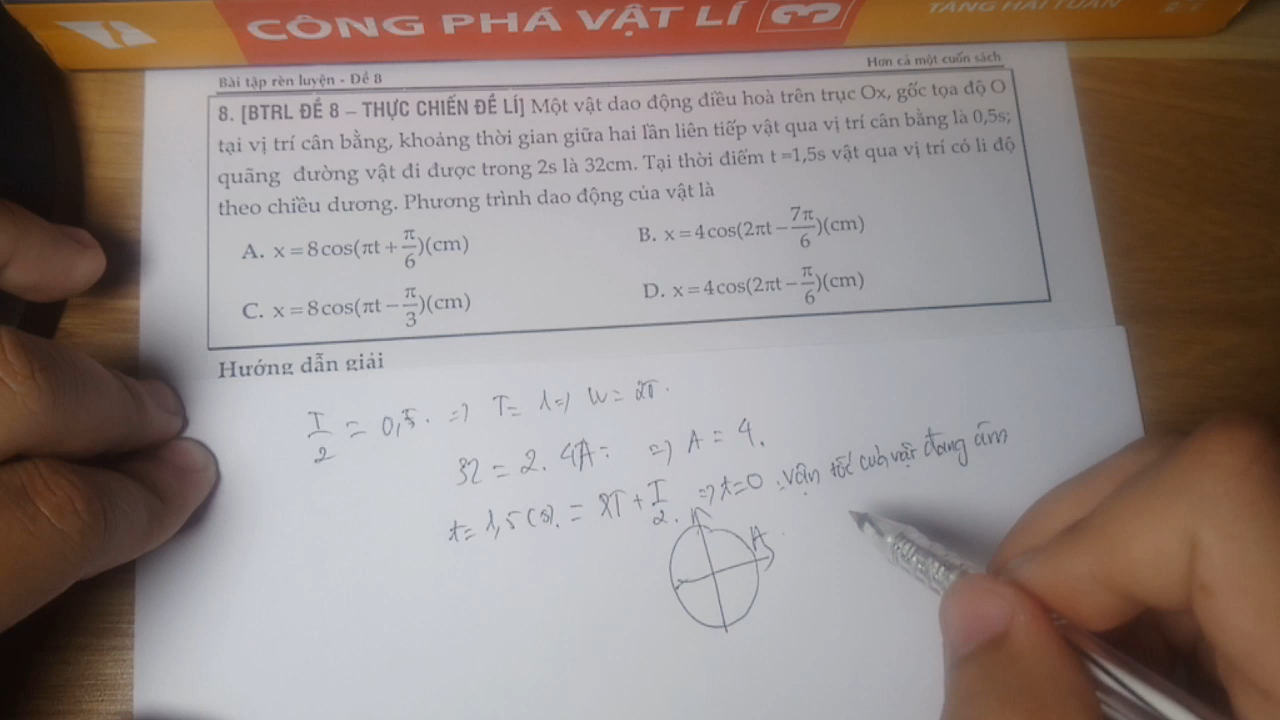 CÔNG PHÁ VẬT LÍ 3
TĂNG HẢI TUÂN
Bài tập rèn luyện - Đề 8
Hơn cả một cuốn sách
8. [BTRL ĐỀ 8 – THỰC CHIẾN ĐỀ LÍ] Một vật dao động điều hoà trên trục Ox, gốc tọa độ O
tại vị trí cân bằng, khoảng thời gian giữa hai lần liên tiếp vật qua vị trí cân bằng là 0,5s;
quãng đường vật đi được trong 2s là 32cm. Tại thời điểm t =1,5s vật qua vị trí có li độ
theo chiều dương. Phương trình dao động của vật là
A. x = 8cos(πt + π/6)(cm)
B. x = 4cos(2πt − 7π/6)(cm)
C. x = 8cos(πt − π/3)(cm)
D. x = 4cos(2πt − π/6)(cm)
Hướng dẫn giải
T/2 = 0,5. => T = 1 => ω = 2π.
32 = 2. 4A => A = 4.
t = 1,5(s). = T + T/2. => t=0 : vận tốc của vật đang âm
A